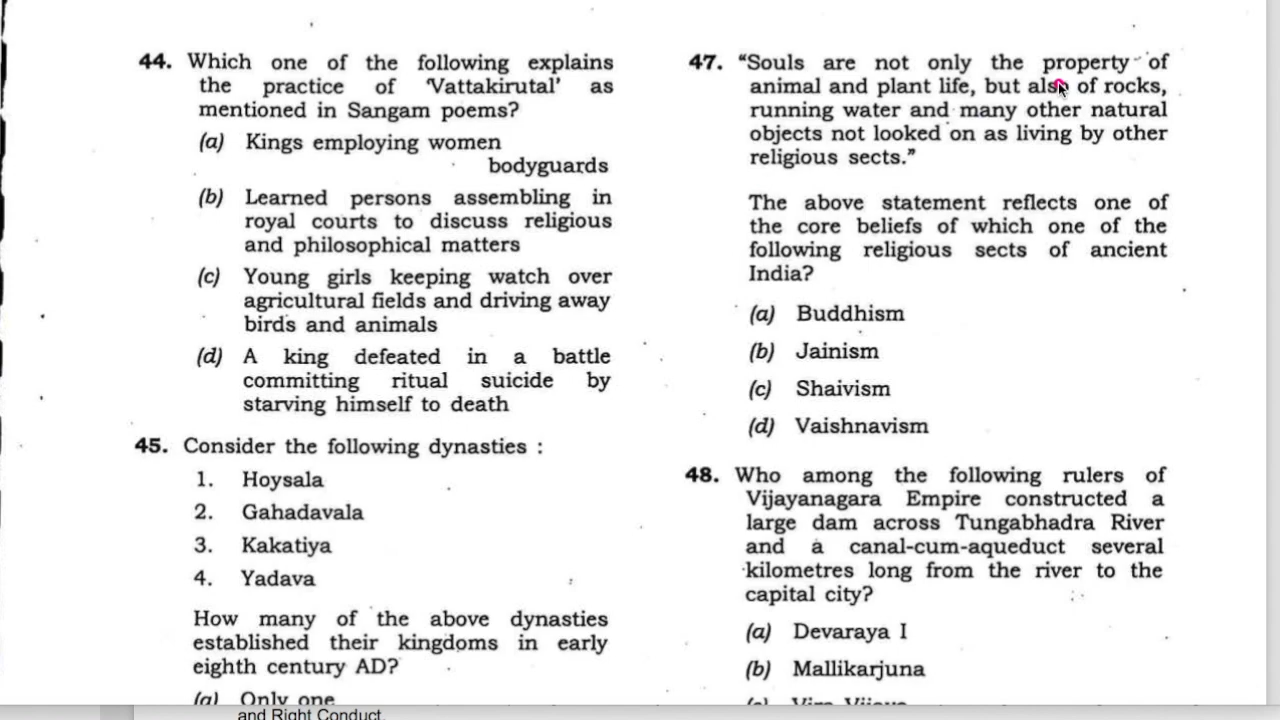 44. Which one of the following explains
the practice of 'Vattakirutal' as
mentioned in Sangam poems?
(a) Kings employing women
bodyguards
(b) Learned persons assembling in
royal courts to discuss religious
and philosophical matters
(c) Young girls keeping watch over
agricultural fields and driving away
birds and animals
(d) A king defeated in a battle
committing ritual suicide by
starving himself to death
45. Consider the following dynasties :
1. Hoysala
2. Gahadavala
3. Kakatiya
4. Yadava
How many of the above dynasties
established their kingdoms in early
eighth century AD?
(a) Only one
47. "Souls are not only the property of
animal and plant life, but also of rocks,
running water and many other natural
objects not looked on as living by other
religious sects."
The above statement reflects one of
the core beliefs of which one of the
following religious sects of ancient
India?
(a) Buddhism
(b) Jainism
(c) Shaivism
(d) Vaishnavism
48. Who among the following rulers of
Vijayanagara Empire constructed a
large dam across Tungabhadra River
and a canal-cum-aqueduct several
kilometres long from the river to the
capital city?
(a) Devaraya I
(b) Mallikarjuna
and Right Conduct.